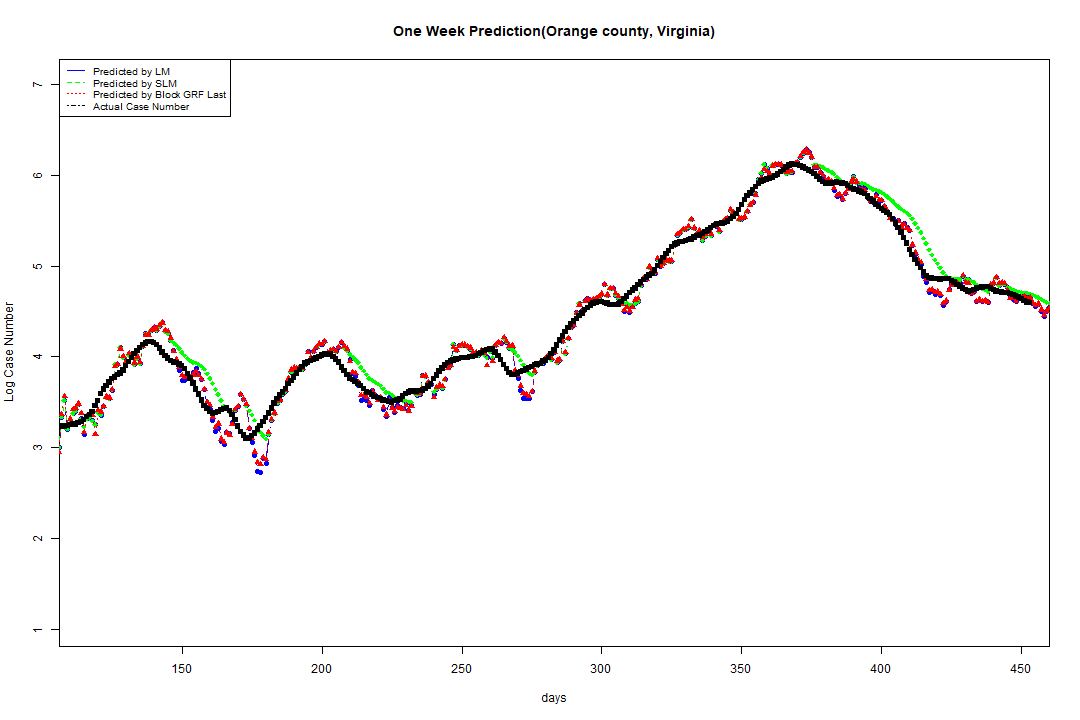 One Week Prediction(Orange county, Virginia)
Predicted by LM
Predicted by SLM
Predicted by Block GRF Last
Actual Case Number
7
6
5
4
3
2
1
Log Case Number
150 200 250 300 350 400 450
days